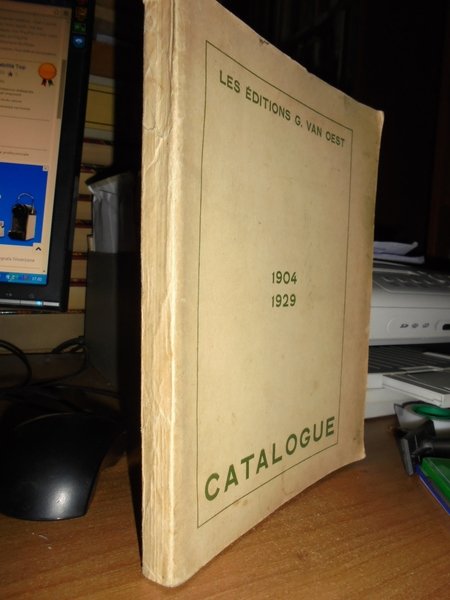 LES ÉDITIONS G. VAN OEST
1904
1929
CATALOGUE